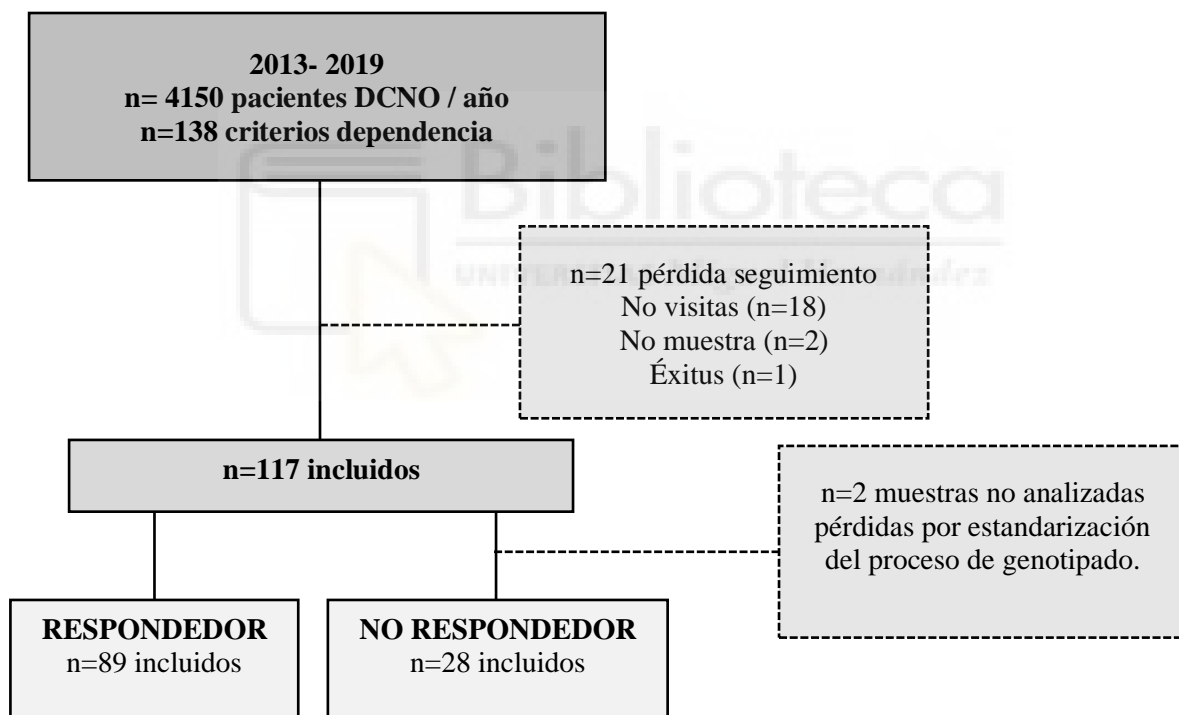 2013- 2019
n= 4150 pacientes DCNO / año
n=138 criterios dependencia
Biblioteca
n=21 pérdida seguimiento
No visitas (n=18)
No muestra (n=2)
Éxitus (n=1)
n=117 incluidos
n=2 muestras no analizadas
pérdidas por estandarización
del proceso de genotipado.
RESPONDEDOR
n=89 incluidos
NO RESPONDEDOR
n=28 incluidos